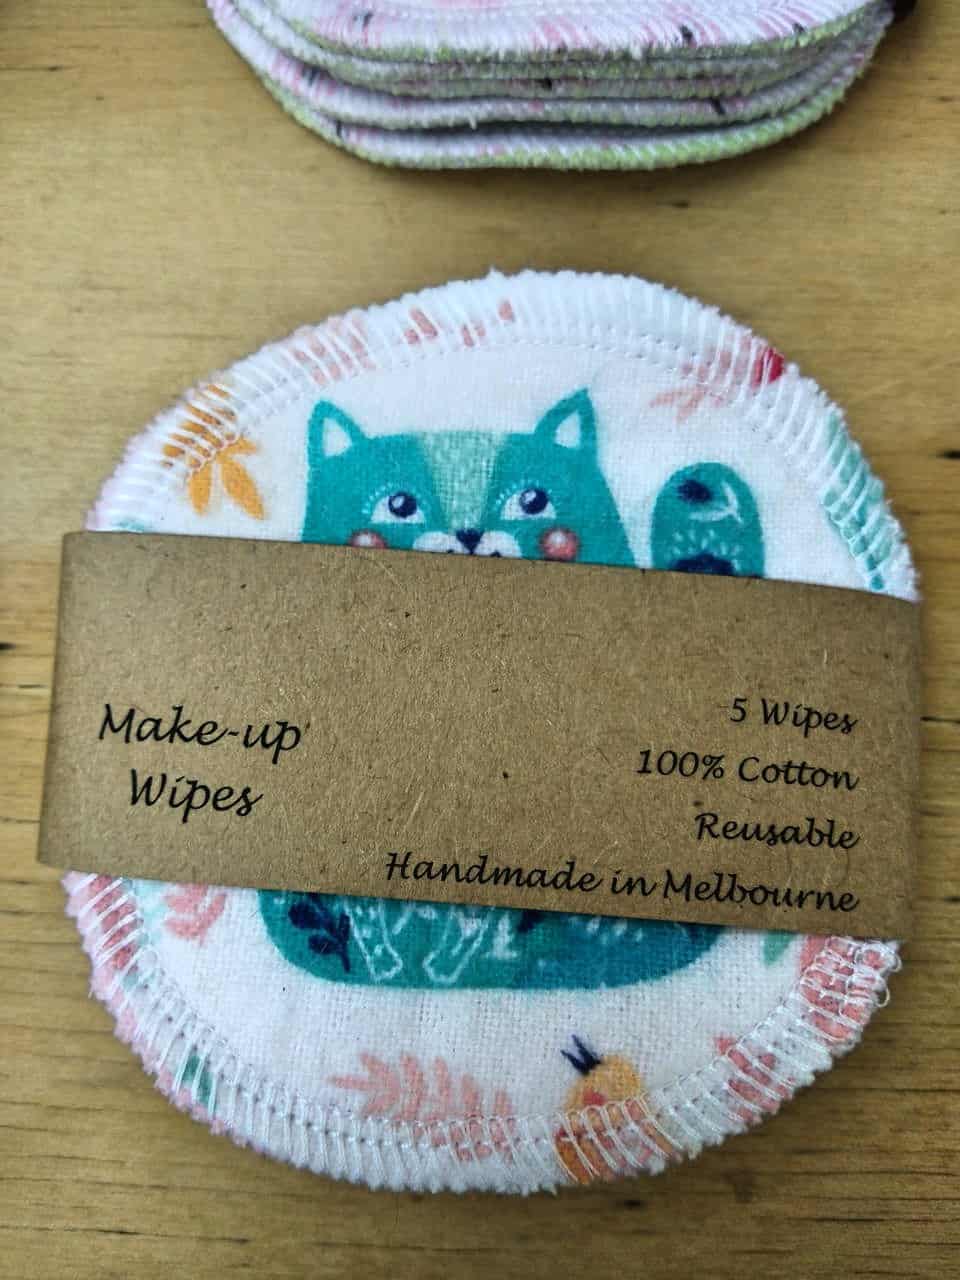 Make-up
Wipes
5 Wipes
100% Cotton
Reusable
Handmade in Melbourne